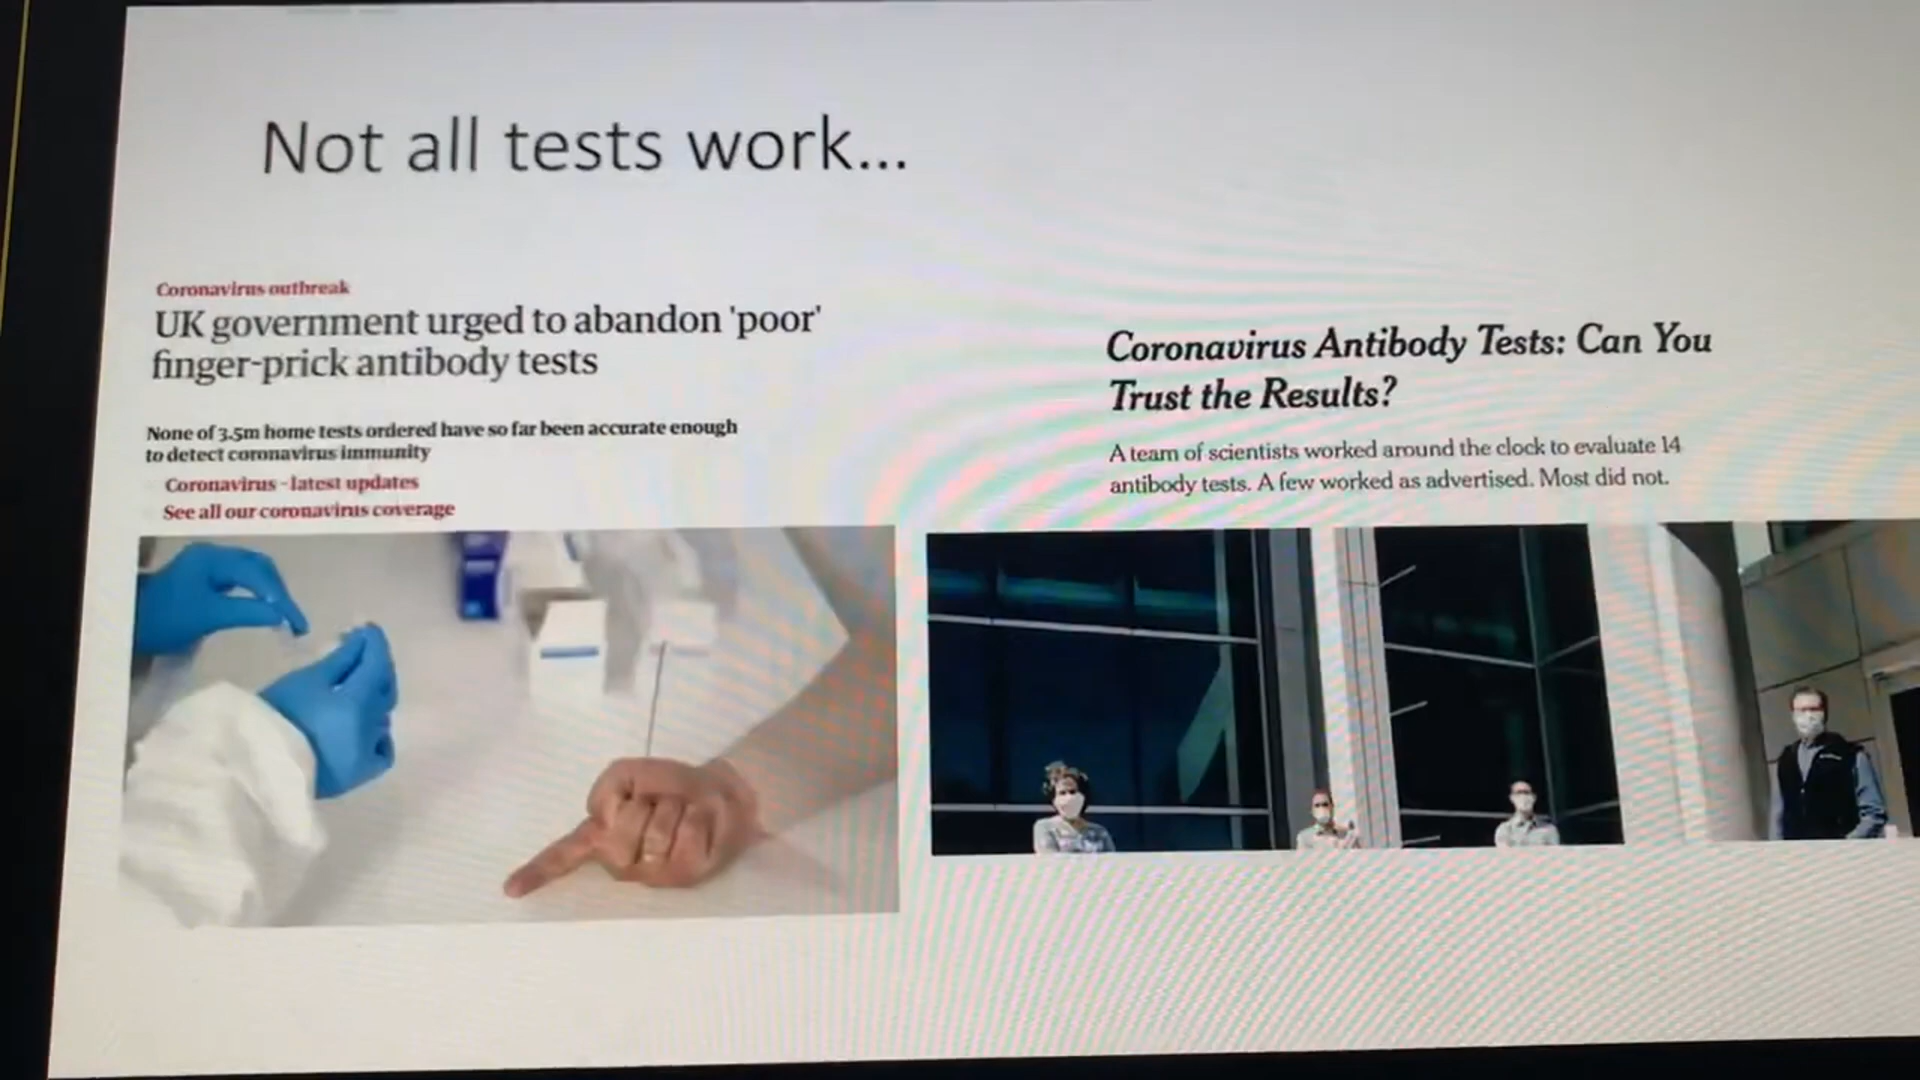 Not all tests work...
Coronavirus outbreak
UK government urged to abandon 'poor'
finger-prick antibody tests
None of 3.5m home tests ordered have so far been accurate enough
to detect coronavirus immunity
Coronavirus - latest updates
See all our coronavirus coverage
Coronavirus Antibody Tests: Can You
Trust the Results?
A team of scientists worked around the clock to evaluate 14
antibody tests. A few worked as advertised. Most did not.